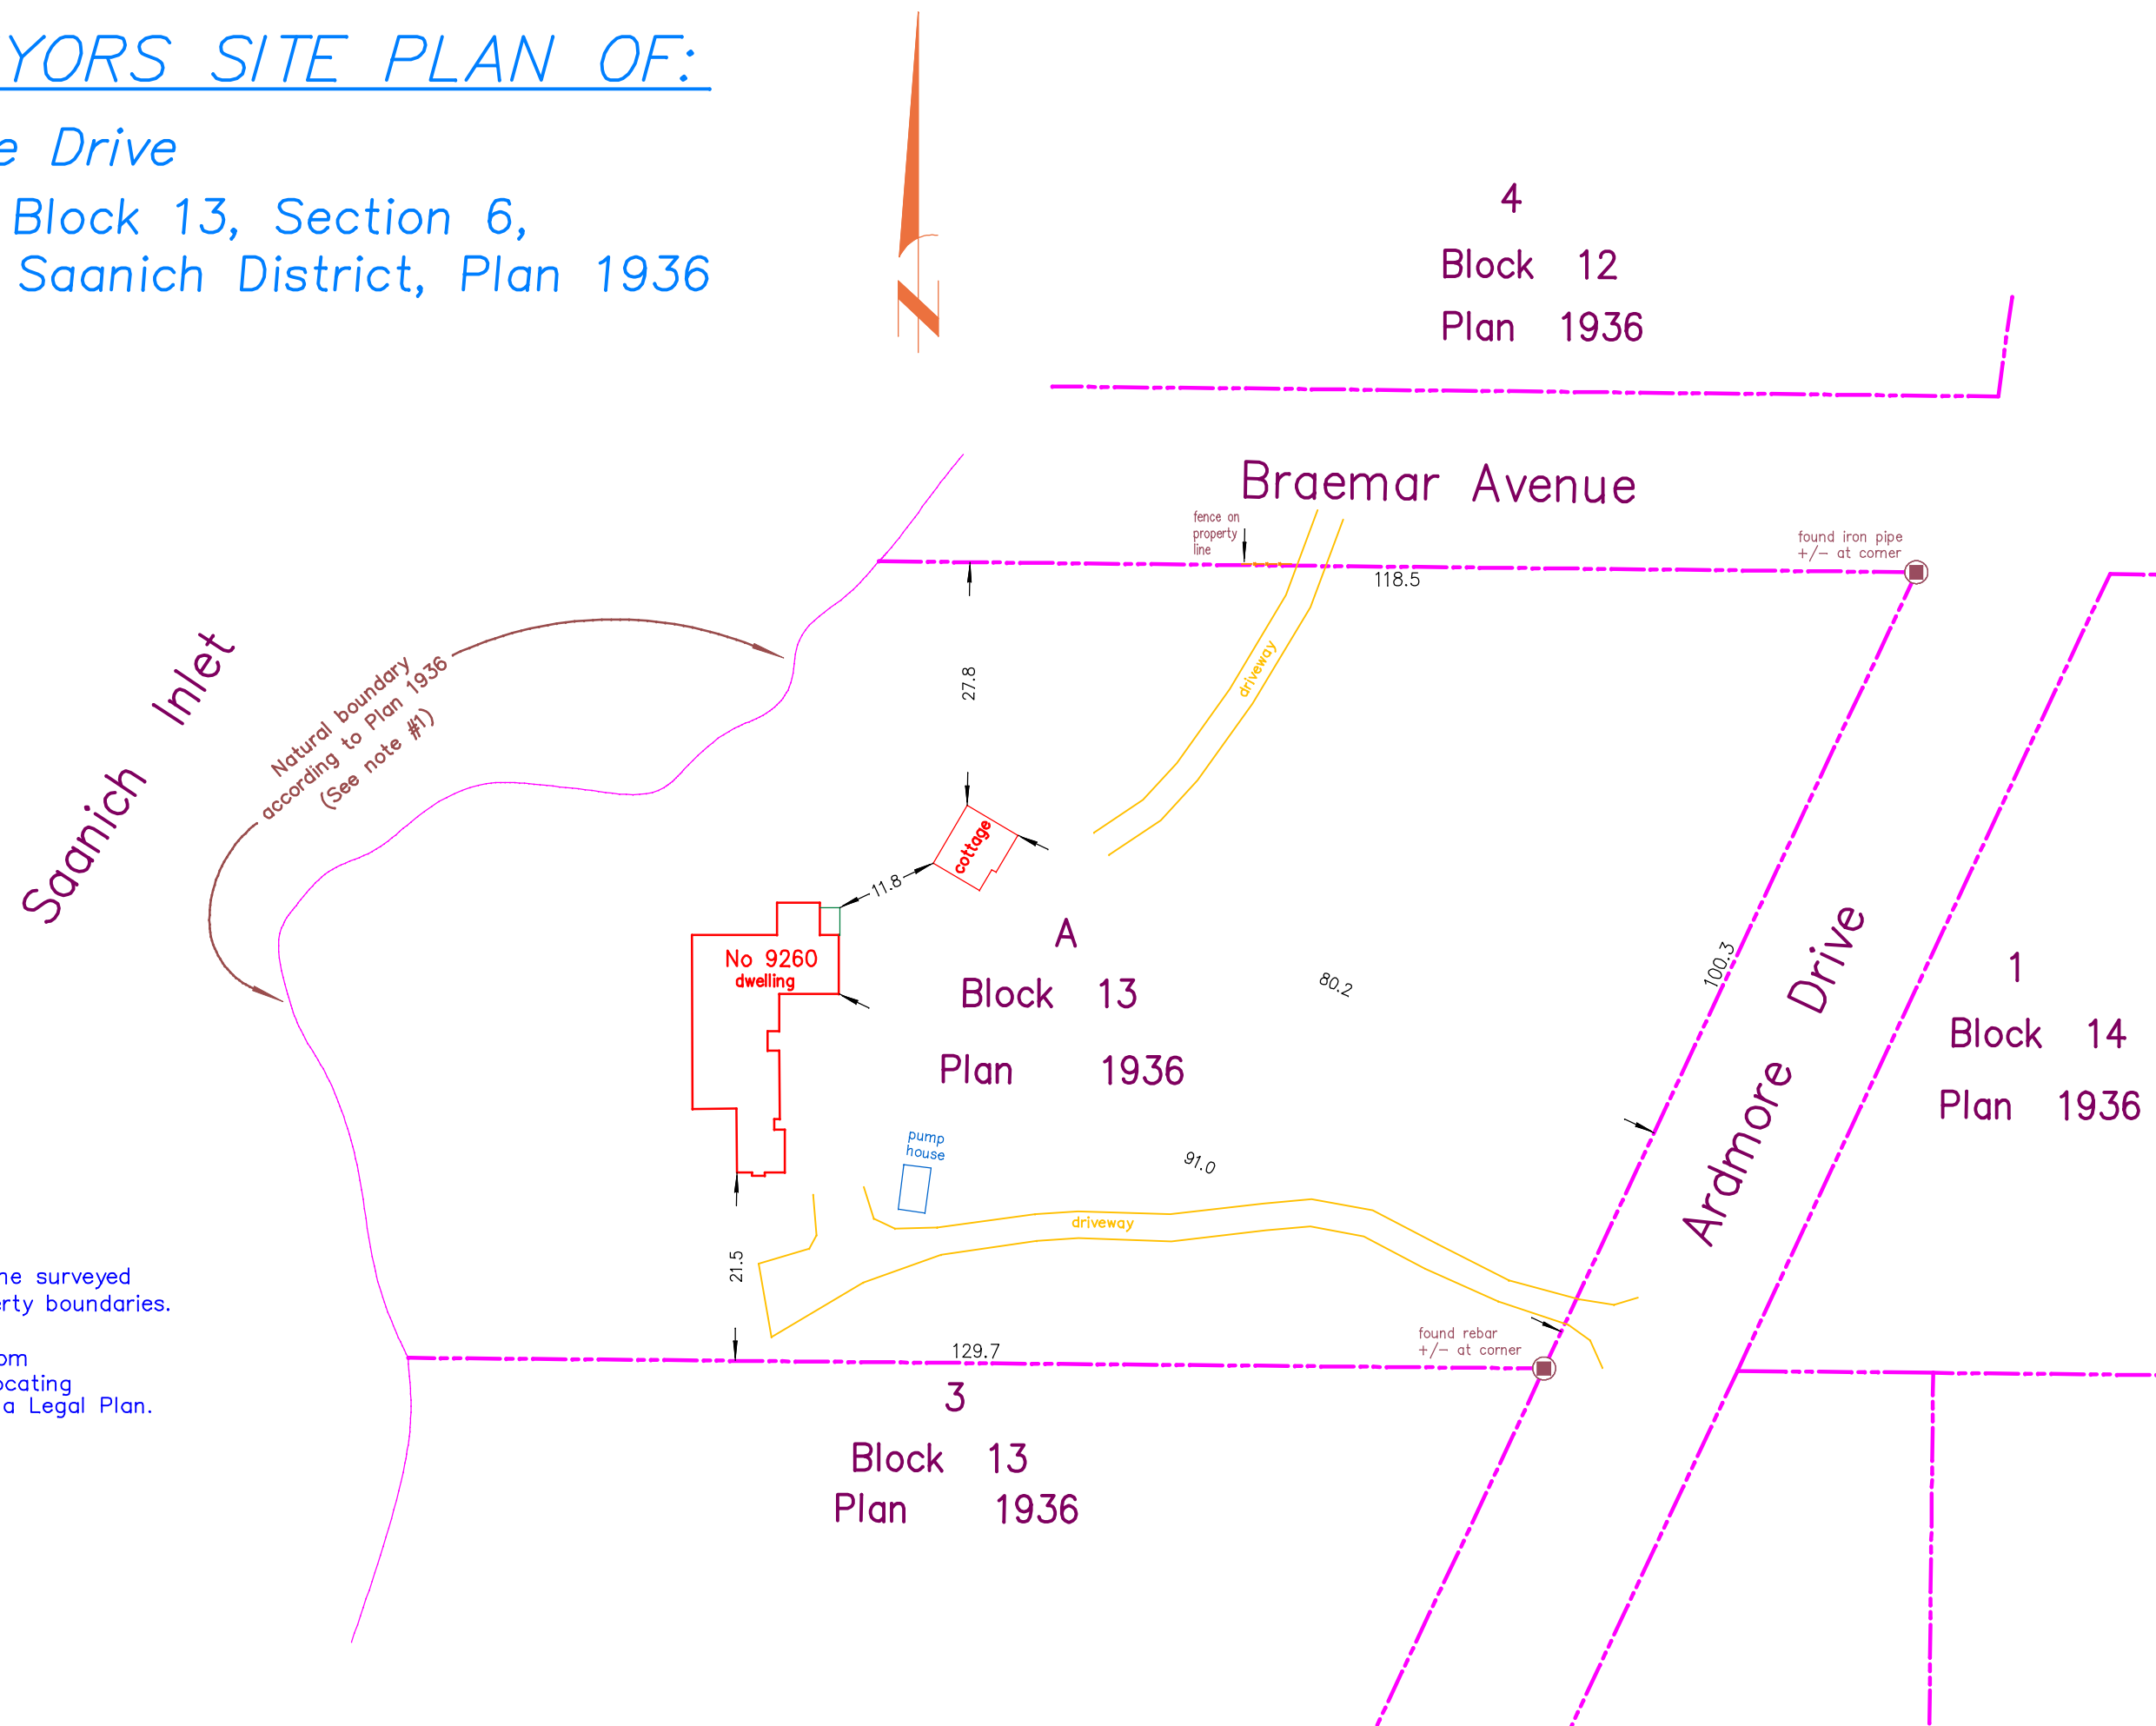 YORS SITE PLAN OF:
e Drive
Block 13, Section 6,
Saanich District, Plan 1936
N
4
Block 12
Plan 1936
Braemar Avenue
fence on
property
line
found iron pipe
+/- at corner
118.5
27.8
driveway
Saanich Inlet
Natural boundary
according to Plan 1936
(See note #1)
cottage
11.8
No 9260
dwelling
A
Block 13
Plan 1936
80.2
100.3
Ardmore Drive
1
Block 14
Plan 1936
pump
house
91.0
driveway
21.5
ne surveyed
erty boundaries.
om
ocating
a Legal Plan.
found rebar
+/- at corner
129.7
3
Block 13
Plan 1936